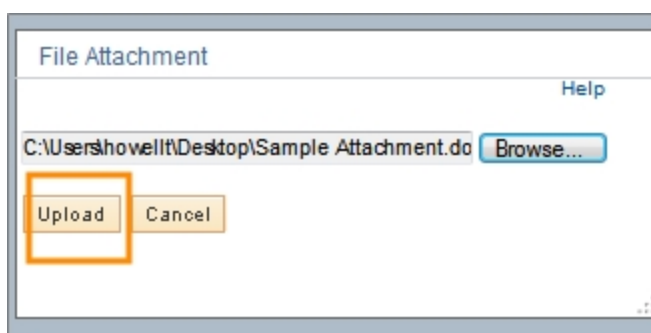 File Attachment
Help
C:\Users\howellt\Desktop\Sample Attachment.do Browse...
Upload Cancel